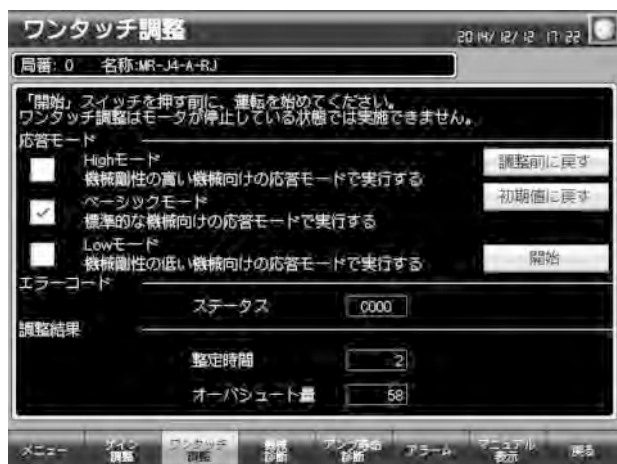 ワンタッチ調整
2014/12/12 17:22
局番: 0 名称:MR-J4-A-RJ
「開始」スイッチを押す前に、運転を始めてください。
ワンタッチ調整はモータが停止している状態では実施できません。
応答モード
Highモード
機械剛性の高い機械向けの応答モードで実行する
調整前に戻す
ベーシックモード
標準的な機械向けの応答モードで実行する
初期値に戻す
Lowモード
機械剛性の低い機械向けの応答モードで実行する
開始
エラーコード
ステータス C000
調整結果
整定時間 2
オーバシュート量 58
メニュー ゲイン調整 ワンタッチ調整 機械診断 アンプ寿命診断 アラーム マニュアル表示 戻る